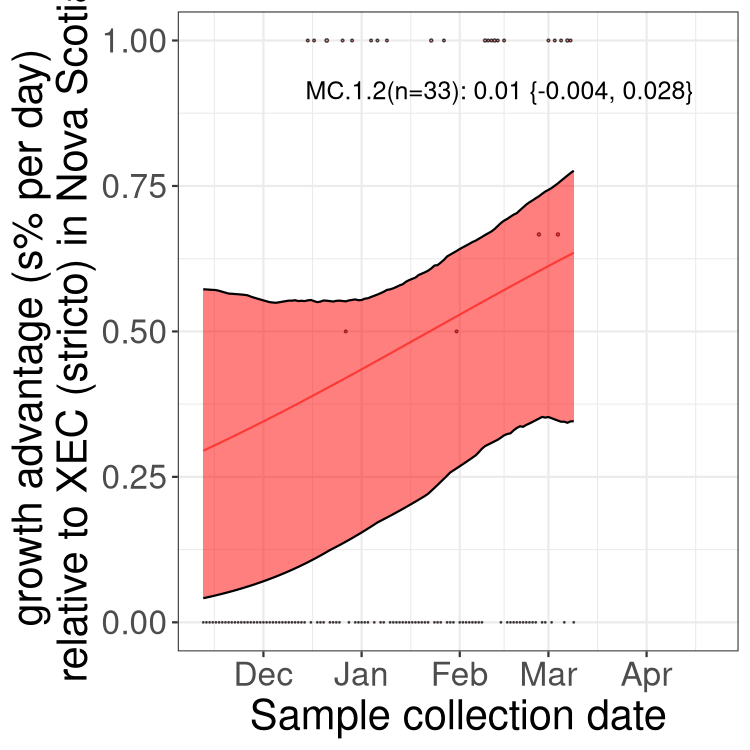 growth advantage (s% per day)
relative to XEC (stricto) in Nova Scotia
1.00
0.75
0.50
0.25
0.00
MC.1.2(n=33): 0.01 {-0.004, 0.028}
Dec Jan Feb Mar Apr
Sample collection date